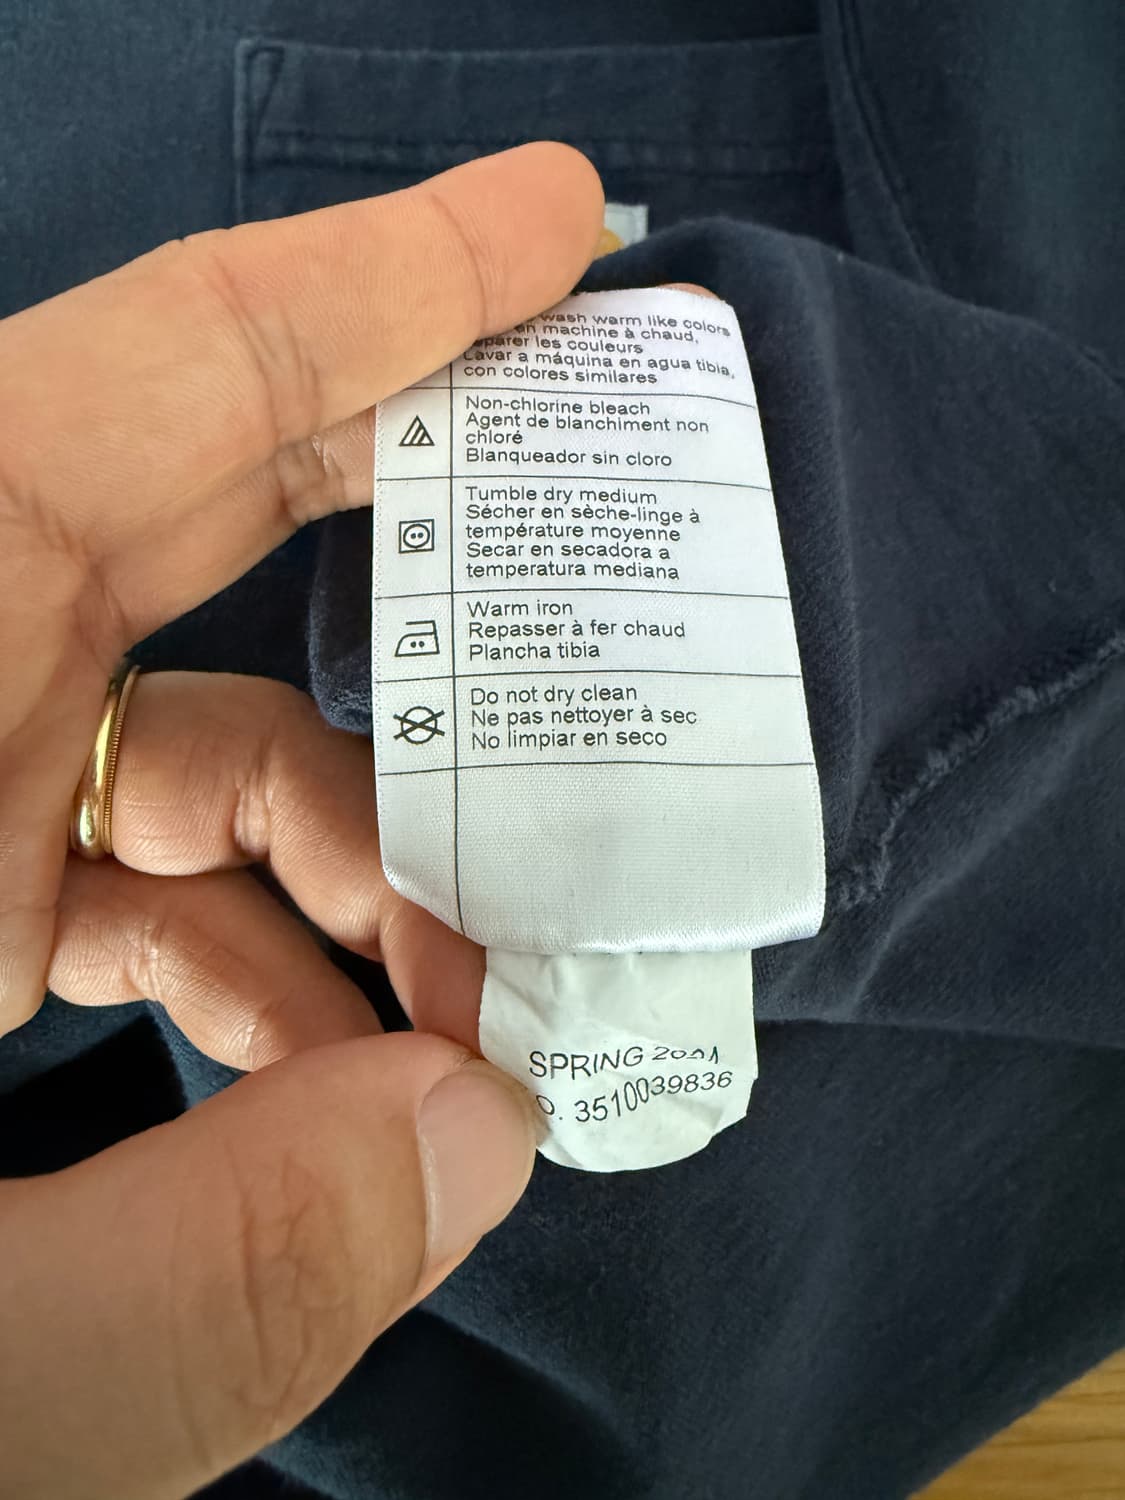 wash warm like colors
en machine à chaud,
séparer les couleurs
Lavar a máquina en agua tibia,
con colores similares
Non-chlorine bleach
Agent de blanchiment non
chloré
Blanqueador sin cloro
Tumble dry medium
Sécher en sèche-linge à
température moyenne
Secar en secadora a
temperatura mediana
Warm iron
Repasser à fer chaud
Plancha tibia
Do not dry clean
Ne pas nettoyer à sec
No limpiar en seco
SPRING
3510039836